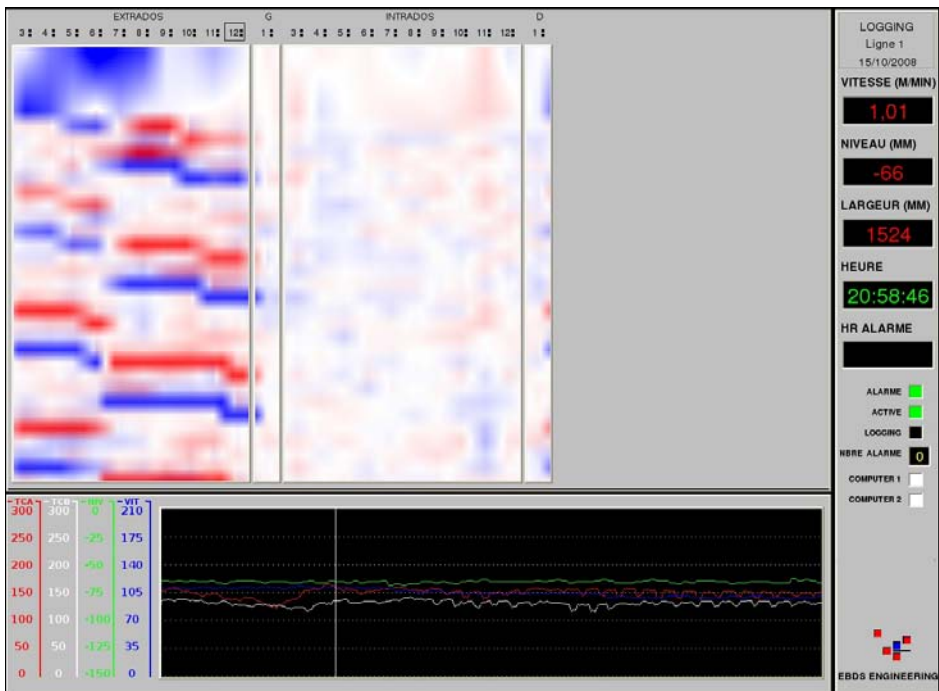 EXTRADOS G INTRADOS D
3 4 5 6 7 8 9 10 11 12 1 3 4 5 6 7 8 9 10 11 12 1
LOGGING
Ligne 1
15/10/2008
VITESSE (M/MIN)
1,01
NIVEAU (MM)
-66
LARGEUR (MM)
1524
HEURE
20:58:46
HR ALARME
ALARME
ACTIVE
LOGGING
NBRE ALARME 0
COMPUTER 1
COMPUTER 2
TCA TCB NIV VIT
300 300 0 210
250 250 -25 175
200 200 -50 140
150 150 -75 105
100 100 -100 70
50 50 -125 35
0 0 -150 0
EBDS ENGINEERING